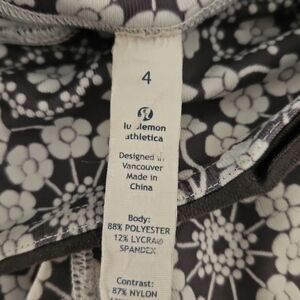 4
lululemon
athletica
Designed in
Vancouver
Made in
China
Body:
88% POLYESTER
12% LYCRA®
SPANDEX
Contrast:
87% NYLON